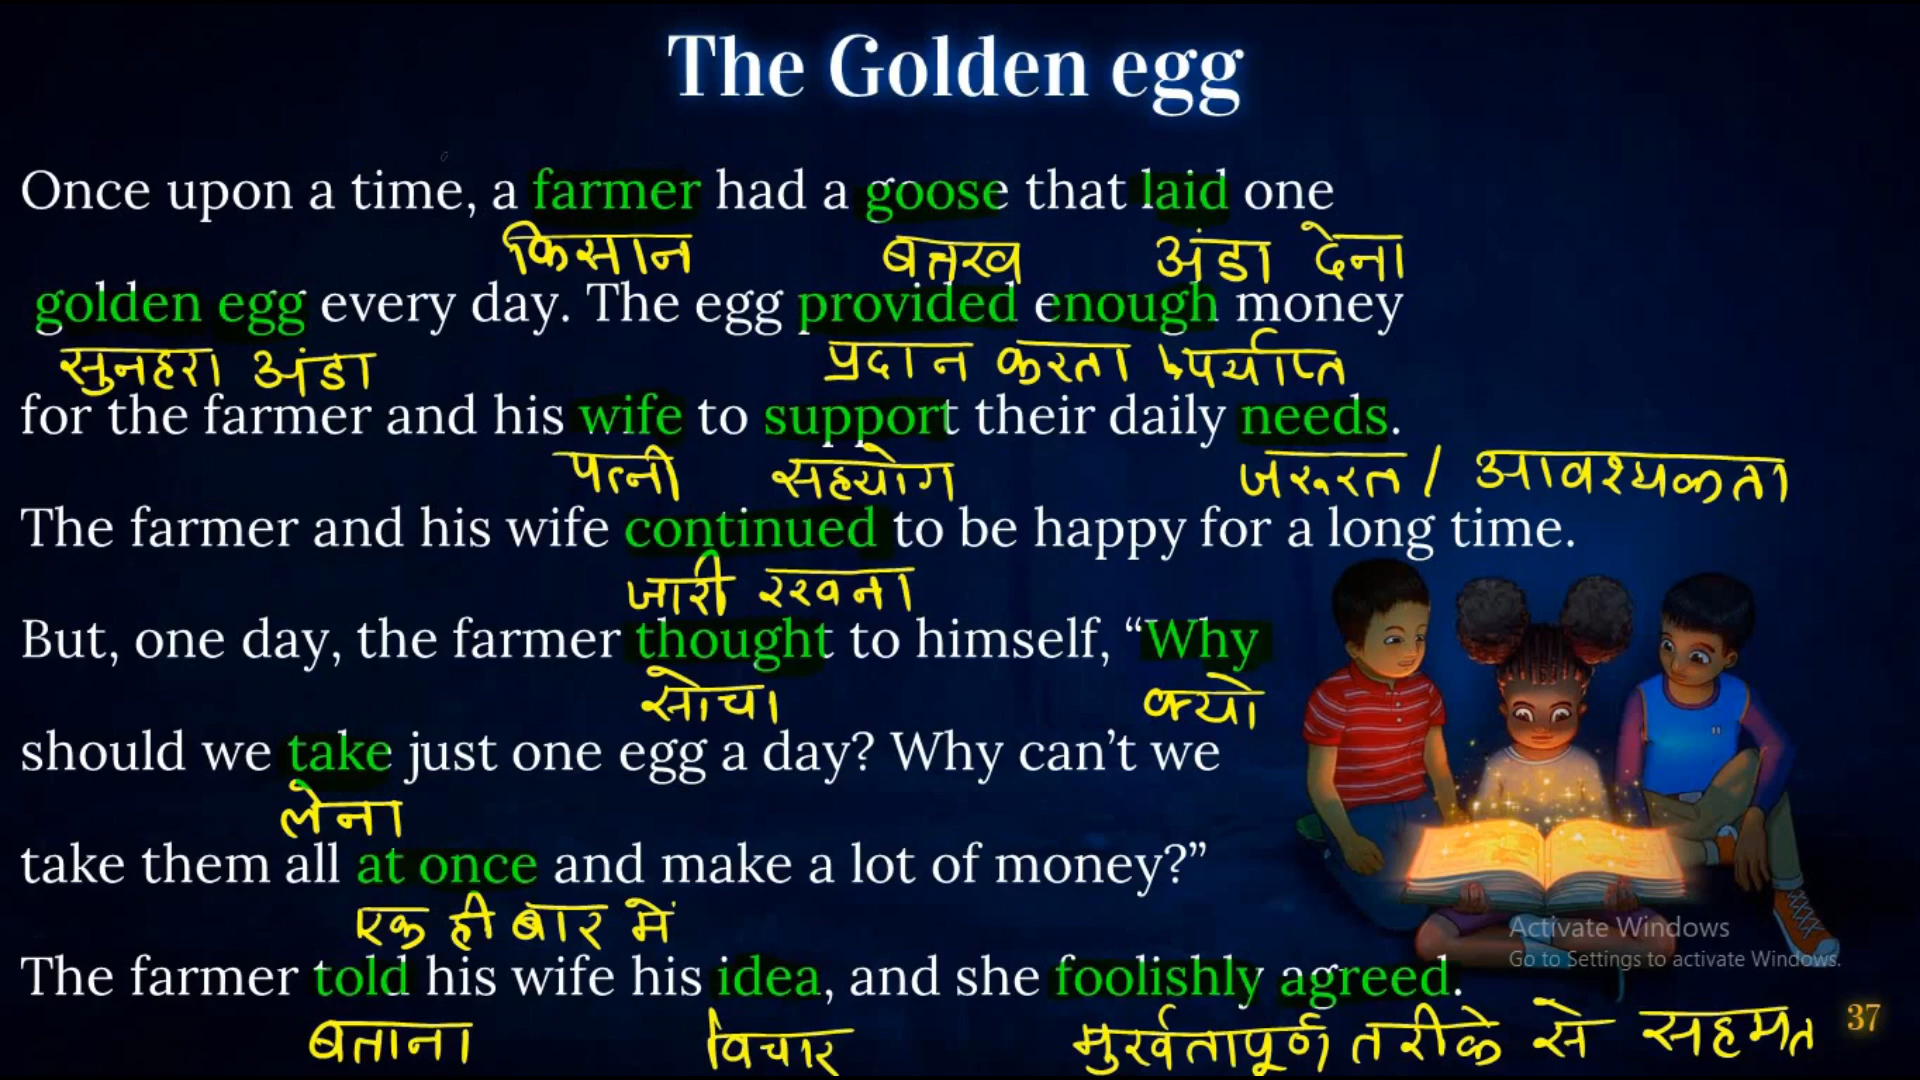 The Golden egg
Once upon a time, a farmer had a goose that laid one
किसान बत्तख अंडा देना
golden egg every day. The egg provided enough money
सुनहरा अंडा प्रदान करता पर्याप्त
for the farmer and his wife to support their daily needs.
पत्नी सहयोग जरूरत / आवश्यकता
The farmer and his wife continued to be happy for a long time.
जारी रखना
But, one day, the farmer thought to himself, “Why
सोचा क्यो
should we take just one egg a day? Why can’t we
लेना
take them all at once and make a lot of money?”
एक ही बार में
The farmer told his wife his idea, and she foolishly agreed.
बताना विचार मुर्खतापूर्ण तरीके से सहमत
Activate Windows
Go to Settings to activate Windows.
37